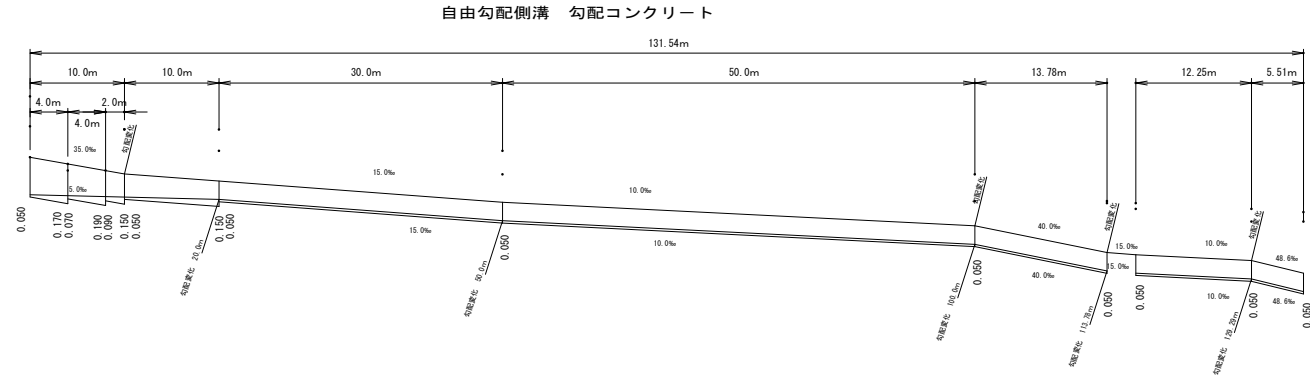 自由勾配側溝　勾配コンクリート
131.54m
10.0m
10.0m
30.0m
50.0m
13.78m
12.25m
5.51m
4.0m
2.0m
4.0m
勾配変化
35.0‰
15.0‰
10.0‰
勾配変化
40.0‰
勾配変化
15.0‰
10.0‰
勾配変化
48.6‰
5.0‰
15.0‰
10.0‰
40.0‰
15.0‰
10.0‰
48.6‰
0.050
0.170
0.070
0.190
0.090
0.150
0.050
0.150
0.050
0.050
0.050
0.050
0.050
0.050
0.050
勾配変化 20.0m
勾配変化 50.0m
勾配変化 100.0m
勾配変化 113.78m
勾配変化 129.29m